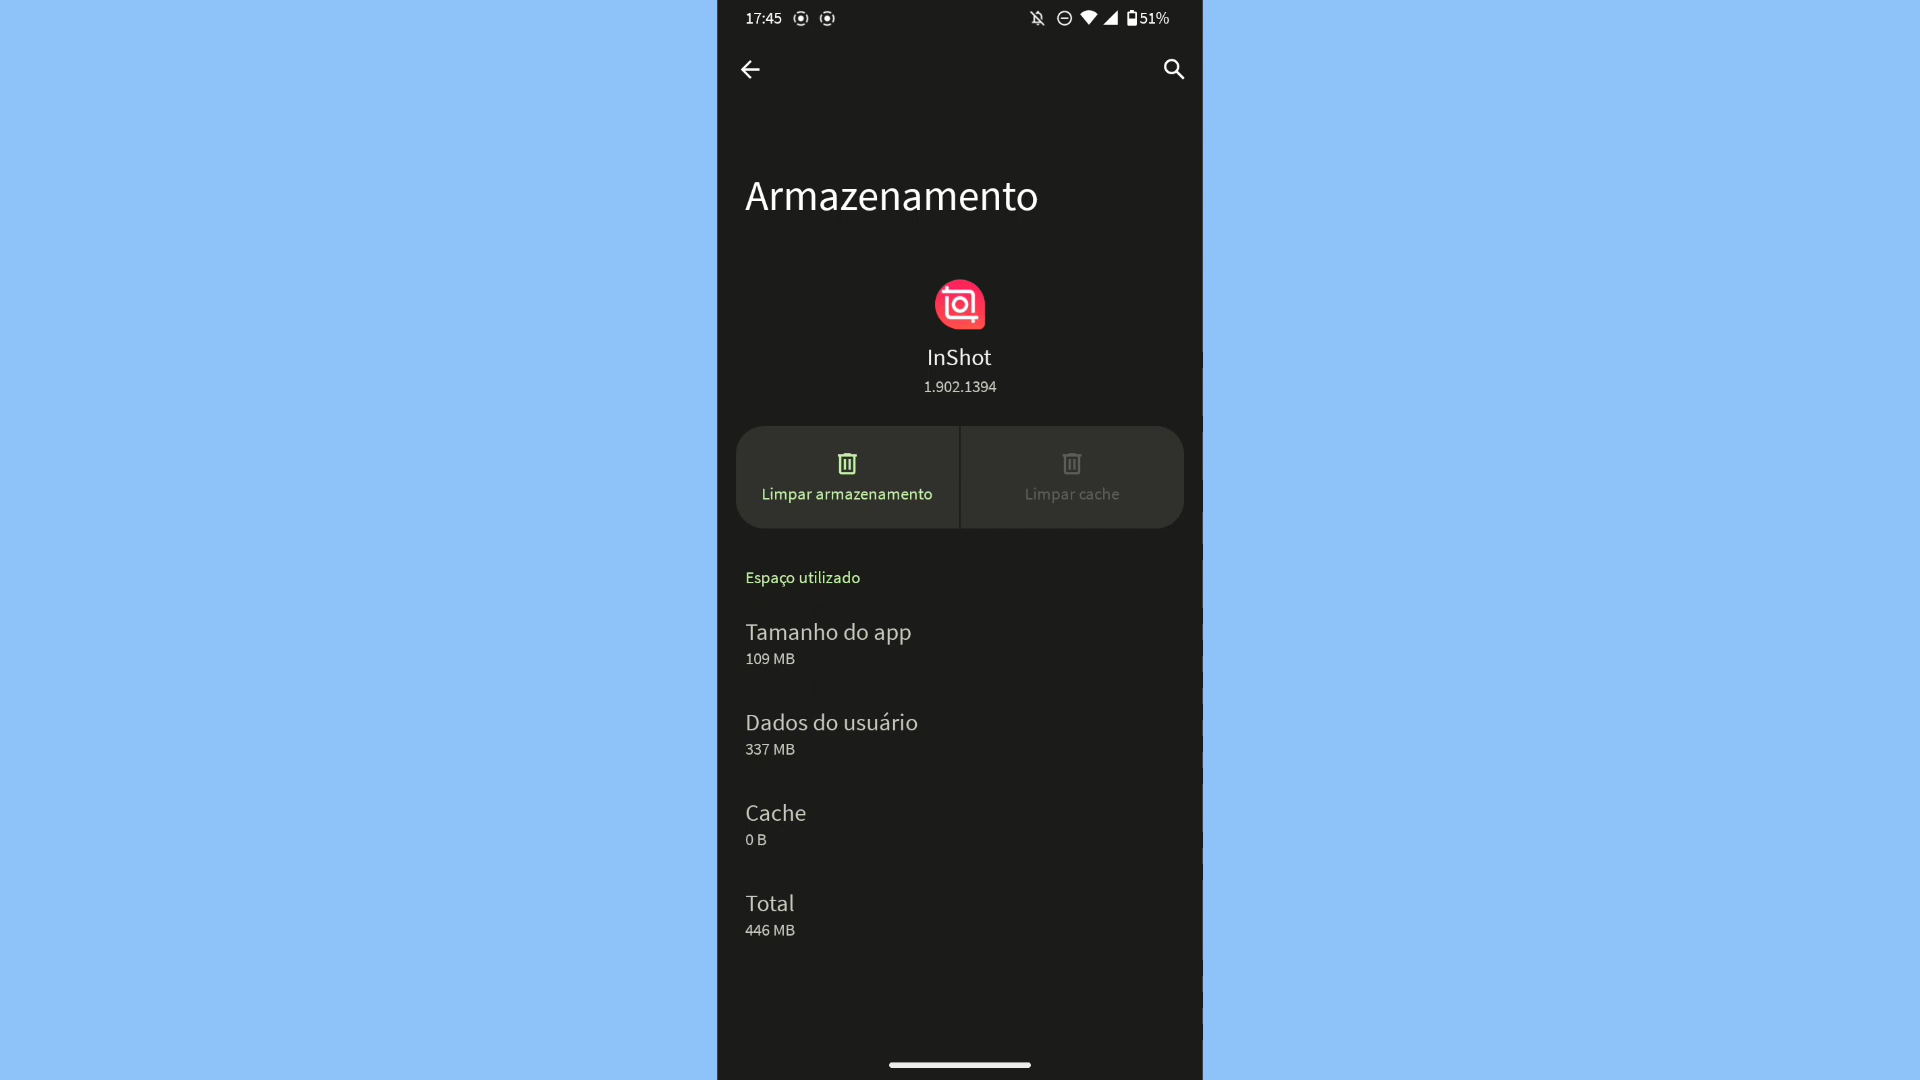 17:45
51%
Armazenamento
InShot
1.902.1394
Limpar armazenamento
Limpar cache
Espaço utilizado
Tamanho do app
109 MB
Dados do usuário
337 MB
Cache
0 B
Total
446 MB